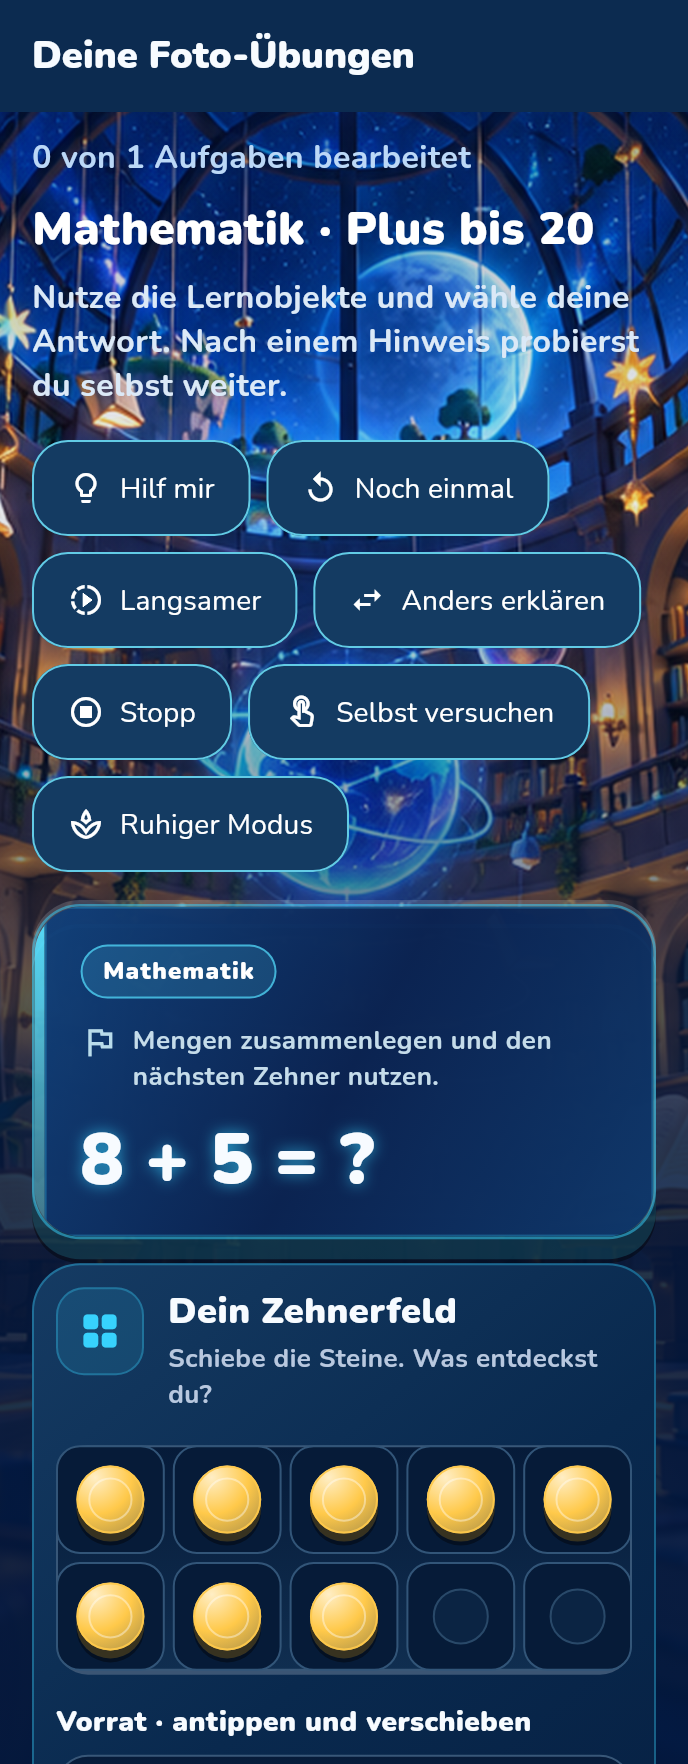 Deine Foto-Übungen
0 von 1 Aufgaben bearbeitet
Mathematik · Plus bis 20
Nutze die Lernobjekte und wähle deine
Antwort. Nach einem Hinweis probierst
du selbst weiter.
Hilf mir
Noch einmal
Langsamer
Anders erklären
Stopp
Selbst versuchen
Ruhiger Modus
Mathematik
Mengen zusammenlegen und den
nächsten Zehner nutzen.
8 + 5 = ?
Dein Zehnerfeld
Schiebe die Steine. Was entdeckst
du?
Vorrat · antippen und verschieben